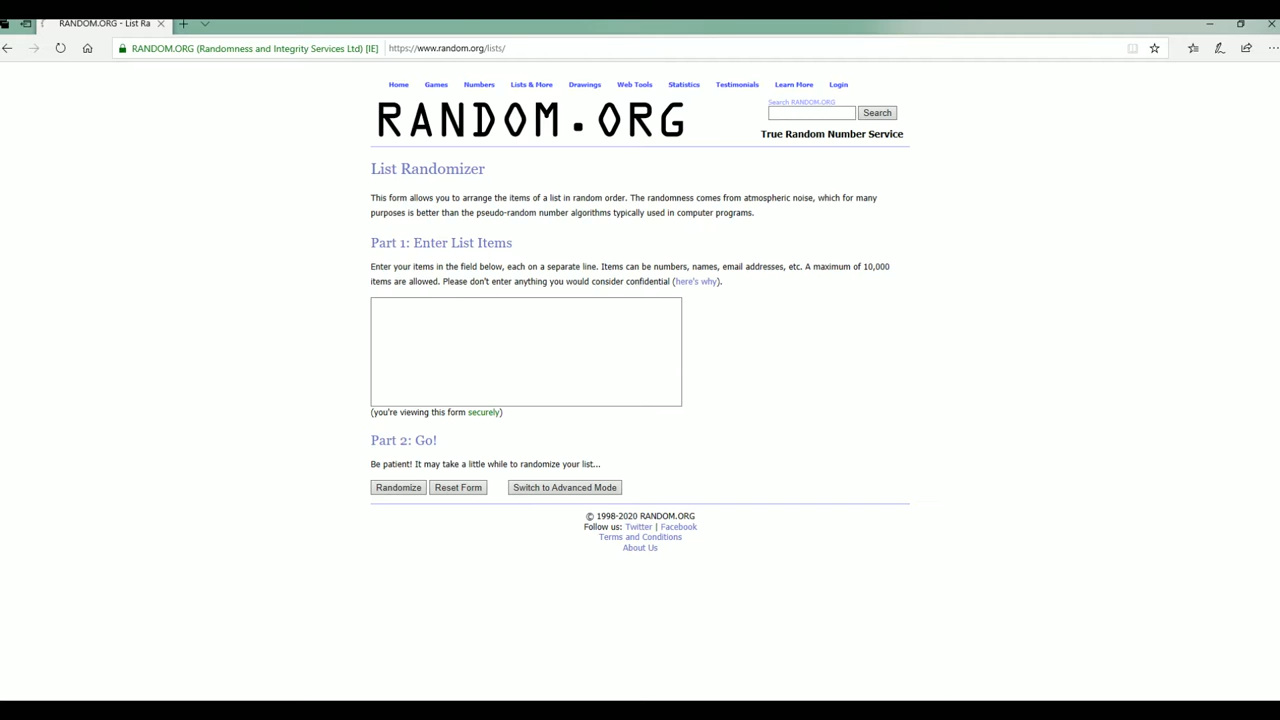 RANDOM.ORG - List Ra
RANDOM.ORG (Randomness and Integrity Services Ltd) [IE]
https://www.random.org/lists/
Home Games Numbers Lists & More Drawings Web Tools Statistics Testimonials Learn More Login
RANDOM.ORG
Search RANDOM.ORG
Search
True Random Number Service
List Randomizer
This form allows you to arrange the items of a list in random order. The randomness comes from atmospheric noise, which for many
purposes is better than the pseudo-random number algorithms typically used in computer programs.
Part 1: Enter List Items
Enter your items in the field below, each on a separate line. Items can be numbers, names, email addresses, etc. A maximum of 10,000
items are allowed. Please don't enter anything you would consider confidential (here's why).
(you're viewing this form securely)
Part 2: Go!
Be patient! It may take a little while to randomize your list...
Randomize Reset Form Switch to Advanced Mode
© 1998-2020 RANDOM.ORG
Follow us: Twitter | Facebook
Terms and Conditions
About Us